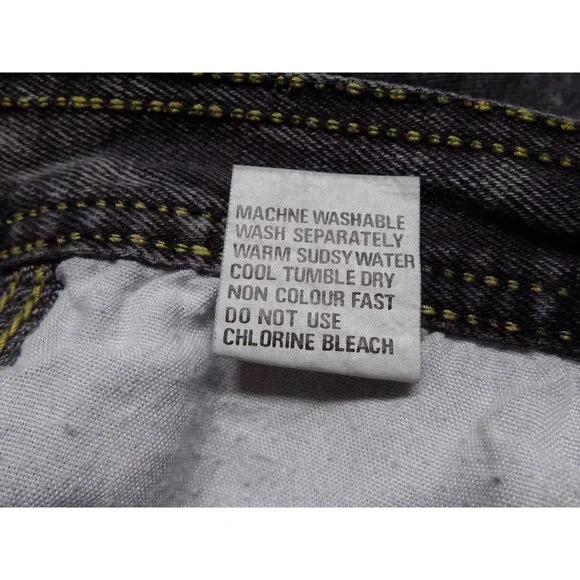 MACHNE WASHABLE
WASH SEPARATELY
WARM SUDSY WATER
COOL TUMBLE DRY
NON COLOUR FAST
DO NOT USE
CHLORINE BLEACH